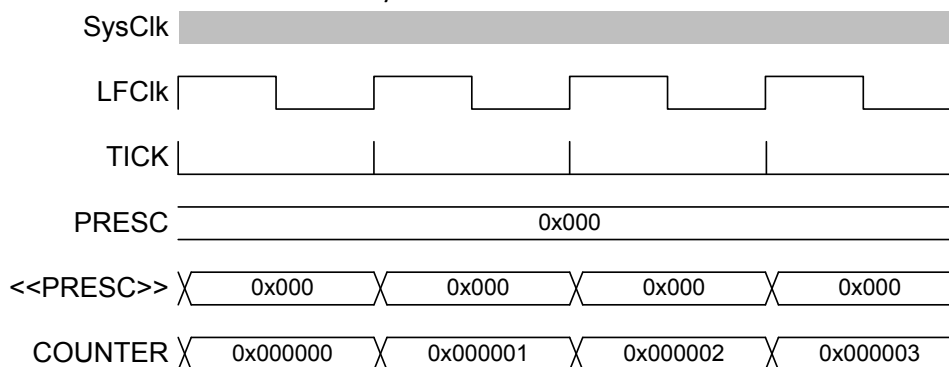 SysClk
LFClk
TICK
PRESC 0x000
<<PRESC>> 0x000 0x000 0x000 0x000
COUNTER 0x000000 0x000001 0x000002 0x000003